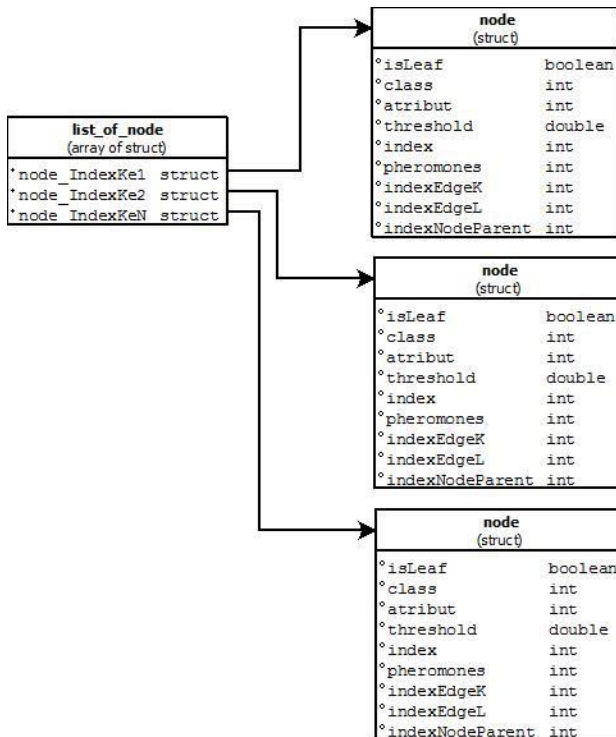 list_of_node
(array of struct)
node_IndexKe1 struct
node_IndexKe2 struct
node_IndexKeN struct
node
(struct)
isLeaf boolean
class int
atribut int
threshold double
index int
pheromones int
indexEdgeK int
indexEdgeL int
indexNodeParent int
node
(struct)
isLeaf boolean
class int
atribut int
threshold double
index int
pheromones int
indexEdgeK int
indexEdgeL int
indexNodeParent int
node
(struct)
isLeaf boolean
class int
atribut int
threshold double
index int
pheromones int
indexEdgeK int
indexEdgeL int
indexNodeParent int